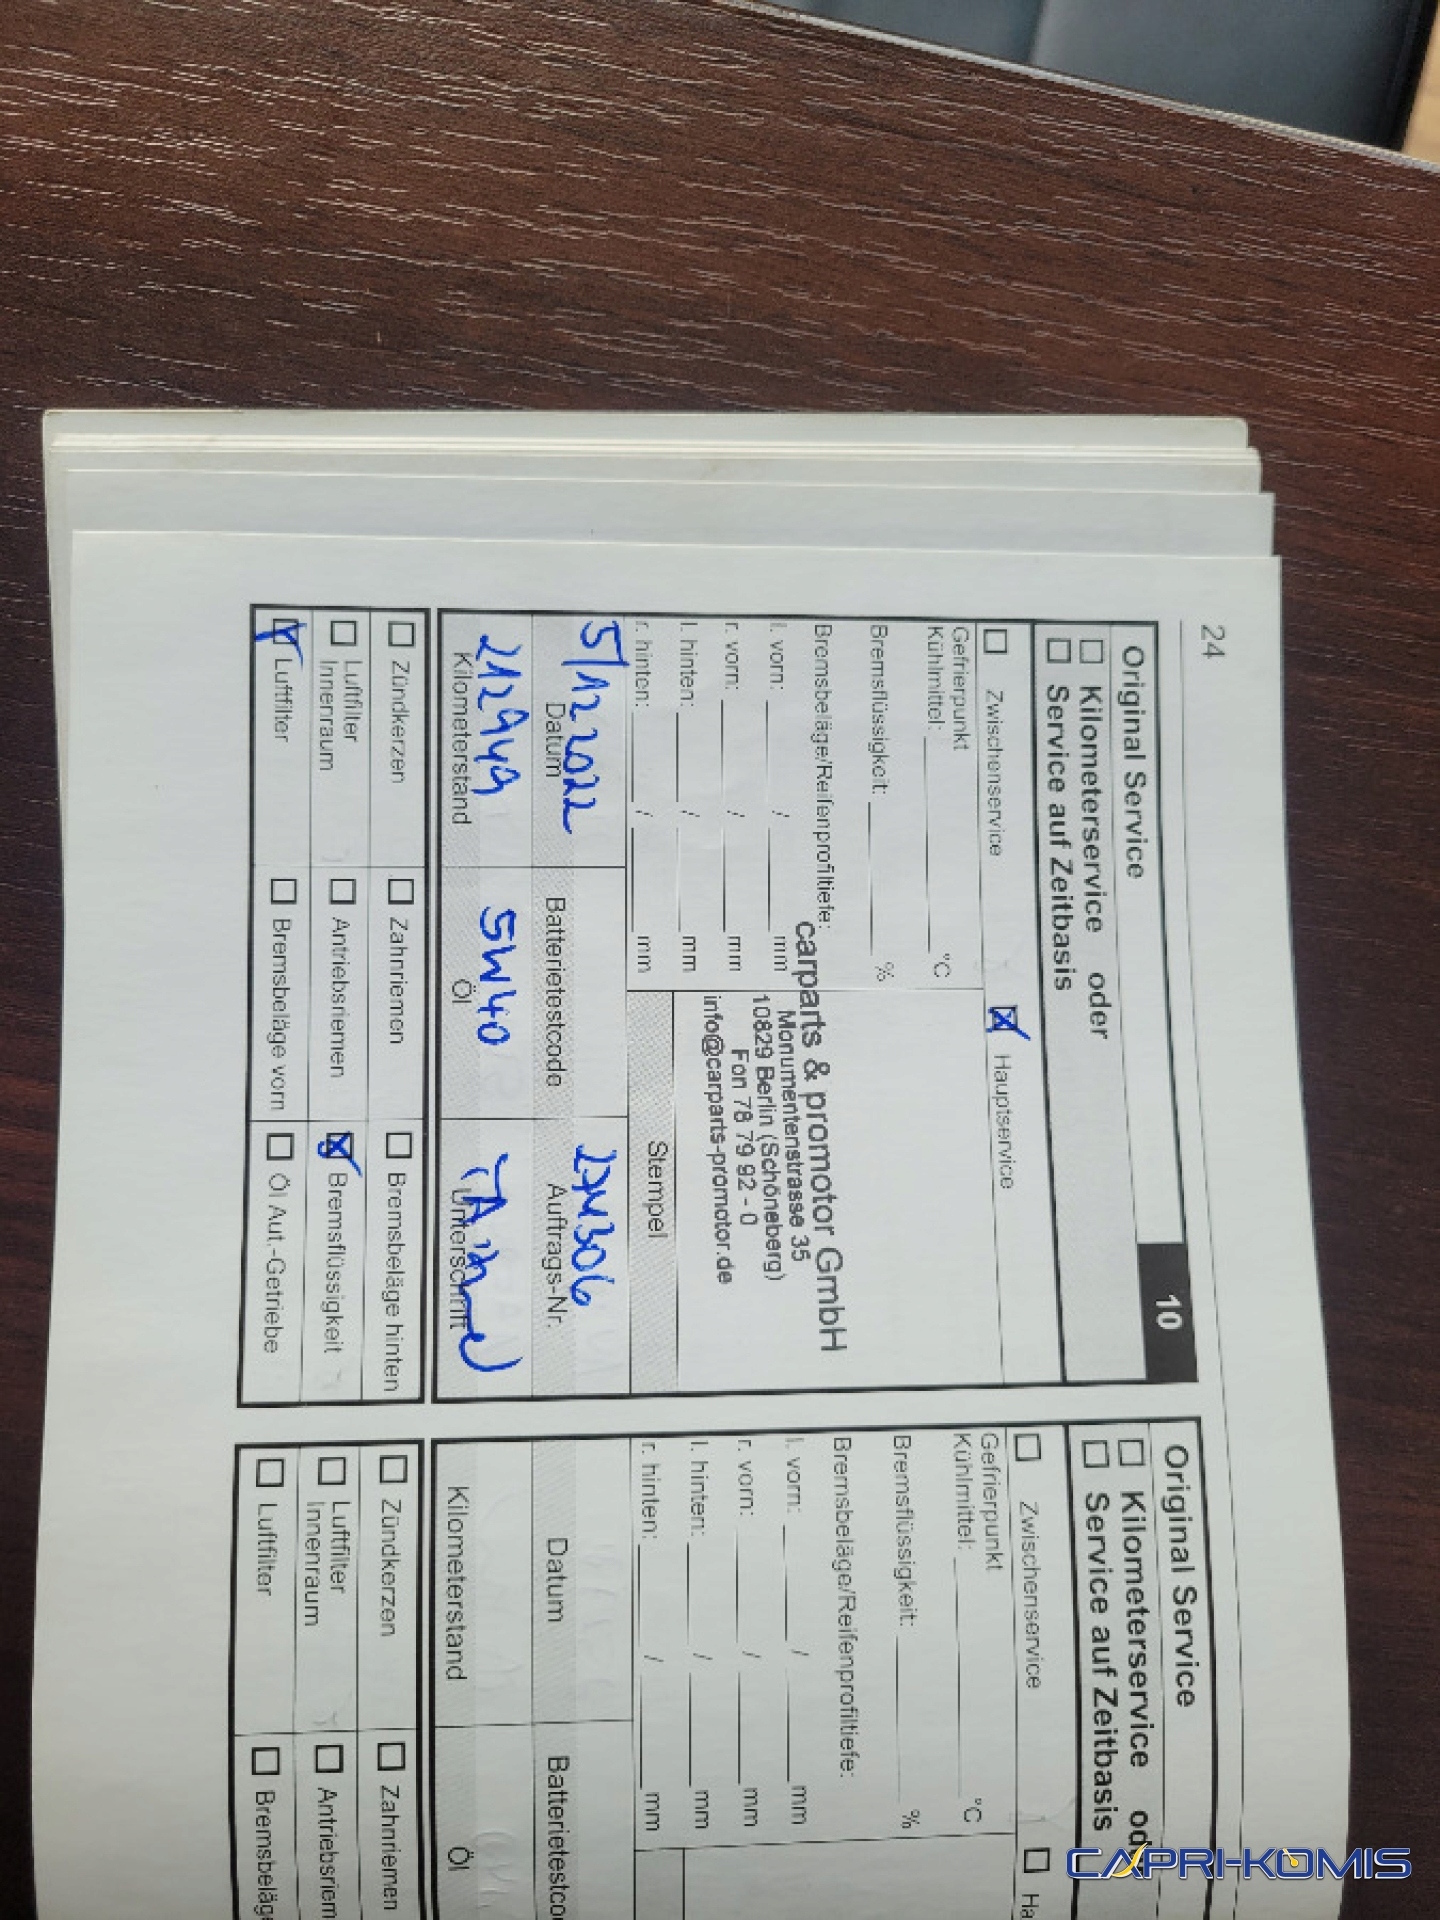 24
Original Service
10
Kilometerservice oder
Service auf Zeitbasis
Zwischenservice
Hauptservice
Gefrierpunkt
Kühlmittel: °C
Bremsflüssigkeit: %
Bremsbeläge/Reifenprofiltiefe:
l. vorn: / mm
r. vorn: / mm
l. hinten: / mm
r. hinten: / mm
carparts & promotor GmbH
Monumentenstrasse 35
10829 Berlin (Schöneberg)
Fon 78 79 92 - 0
info@carparts-promotor.de
Stempel
5/12 2022
Datum
Batterietestcode
Auftrags-Nr.
212949
Kilometerstand
5W40
Öl
Unterschrift
Zündkerzen
Zahnriemen
Bremsbeläge hinten
Luftfilter
Innenraum
Antriebsriemen
Bremsflüssigkeit
Luftfilter
Bremsbeläge vorn
Öl Aut.-Getriebe
Original Service
Kilometerservice od
Service auf Zeitbasis
Zwischenservice
Ha
Gefrierpunkt
Kühlmittel: °C
Bremsflüssigkeit: %
Bremsbeläge/Reifenprofiltiefe:
l. vorn: / mm
r. vorn: / mm
l. hinten: / mm
r. hinten: / mm
Datum
Batterietestco
Kilometerstand
Öl
Zündkerzen
Zahnriemen
Luftfilter
Innenraum
Antriebsriem
Luftfilter
Bremsbeläg
CAPRI-KOMIS